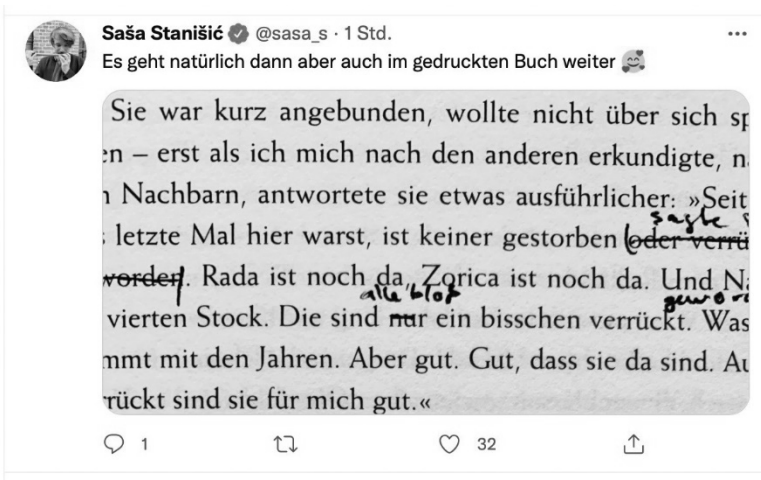 Saša Stanišić @sasa_s · 1 Std.
Es geht natürlich dann aber auch im gedruckten Buch weiter
Sie war kurz angebunden, wollte nicht über sich sp
en – erst als ich mich nach den anderen erkundigte, n
n Nachbarn, antwortete sie etwas ausführlicher: »Seit
sagte
letzte Mal hier warst, ist keiner gestorben (oder verrü
worden). Rada ist noch da, Zorica ist noch da. Und Na
alle bloß gewor
vierten Stock. Die sind nur ein bisschen verrückt. Was
mmt mit den Jahren. Aber gut. Gut, dass sie da sind. Au
rückt sind sie für mich gut.«
1 32